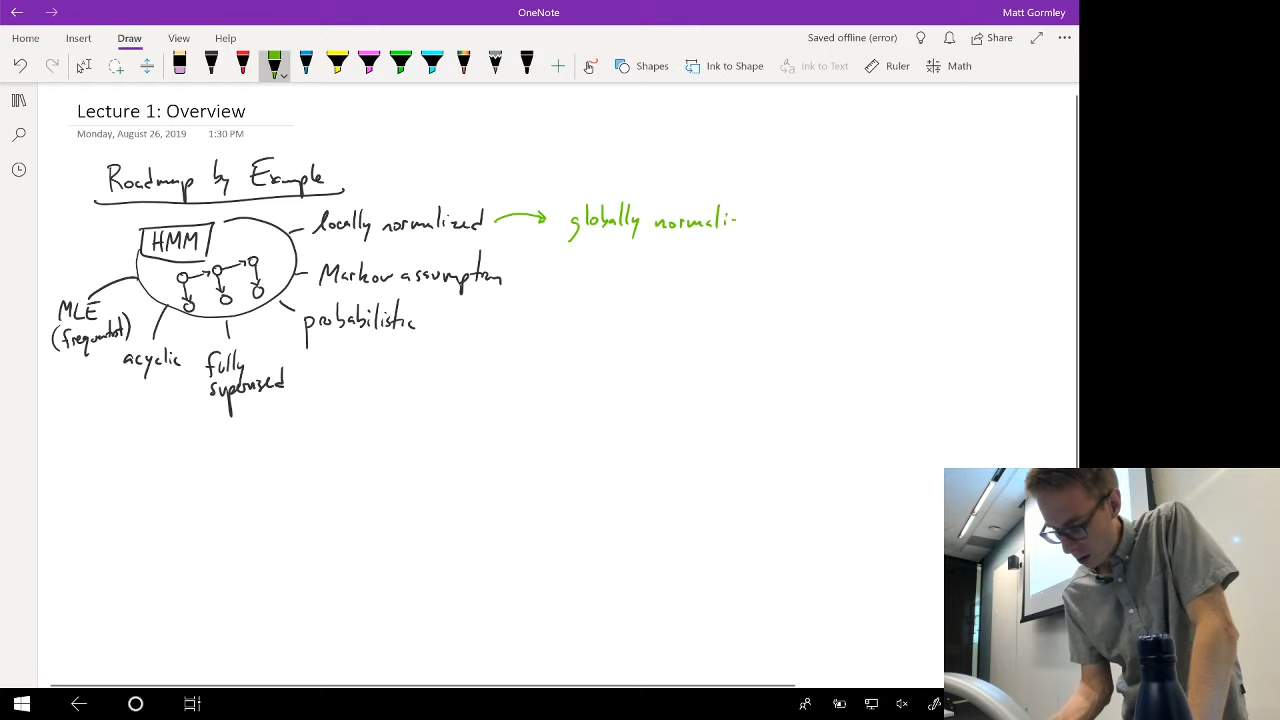 OneNote
Matt Gormley
Home Insert Draw View Help
Saved offline (error)
Share
Shapes
Ink to Shape
Ink to Text
Ruler
Math
Lecture 1: Overview
Monday, August 26, 2019 1:30 PM
Roadmap by Example
locally normalized
globally normali
HMM
Markov assumption
MLE
(frequentist)
probabilistic
acyclic
fully
supervised